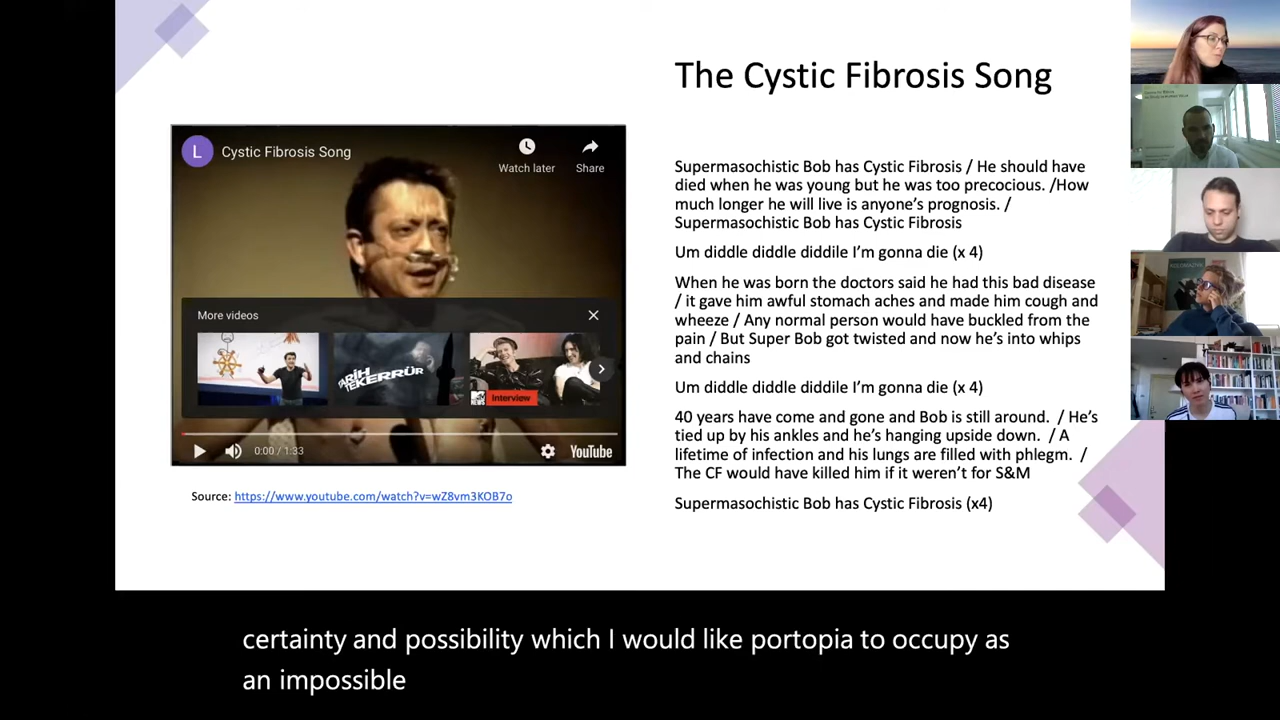 The Cystic Fibrosis Song
L
Cystic Fibrosis Song
Watch later
Share
More videos
TARİH
TEKERRÜR
Interview
0:00 / 1:33
YouTube
Source: https://www.youtube.com/watch?v=wZ8vm3KOB7o
Supermasochistic Bob has Cystic Fibrosis / He should have
died when he was young but he was too precocious. /How
much longer he will live is anyone's prognosis. /
Supermasochistic Bob has Cystic Fibrosis
Um diddle diddle diddile I'm gonna die (x 4)
When he was born the doctors said he had this bad disease
/ it gave him awful stomach aches and made him cough and
wheeze / Any normal person would have buckled from the
pain / But Super Bob got twisted and now he's into whips
and chains
Um diddle diddle diddile I'm gonna die (x 4)
40 years have come and gone and Bob is still around. / He's
tied up by his ankles and he's hanging upside down. / A
lifetime of infection and his lungs are filled with phlegm. /
The CF would have killed him if it weren't for S&M
Supermasochistic Bob has Cystic Fibrosis (x4)
certainty and possibility which I would like portopia to occupy as
an impossible